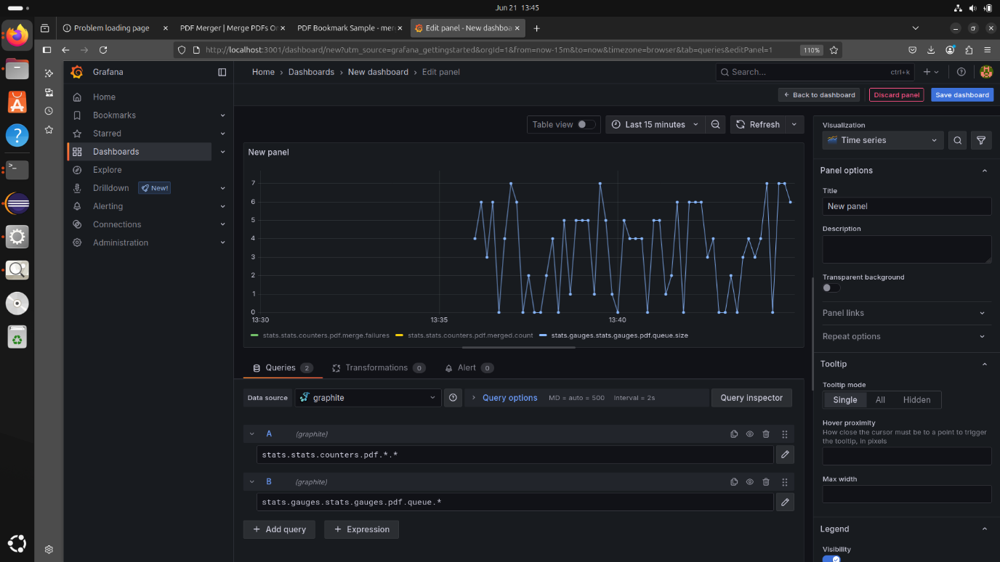 Jun 21 13:45
Problem loading page
PDF Merger | Merge PDFs On
PDF Bookmark Sample - mer
Edit panel - New dashboa
http://localhost:3001/dashboard/new?utm_source=grafana_gettingstarted&orgId=1&from=now-15m&to=now&timezone=browser&tab=queries&editPanel=1
110%
Grafana
Home › Dashboards › New dashboard › Edit panel
Search...
ctrl+k
Back to dashboard
Discard panel
Save dashboard
Home
Bookmarks
Starred
Dashboards
Explore
Drilldown
New!
Alerting
Connections
Administration
Table view
Last 15 minutes
Refresh
New panel
7
6
5
4
3
2
1
0
13:30
13:35
13:40
stats.stats.counters.pdf.merge.failures
stats.stats.counters.pdf.merged.count
stats.gauges.stats.gauges.pdf.queue.size
Queries 2
Transformations 0
Alert 0
Data source
graphite
Query options
MD = auto = 500
Interval = 2s
Query inspector
A (graphite)
stats.stats.counters.pdf.*.*
B (graphite)
stats.gauges.stats.gauges.pdf.queue.*
+ Add query
+ Expression
Visualization
Time series
Panel options
Title
New panel
Description
Transparent background
Panel links
Repeat options
Tooltip
Tooltip mode
Single
All
Hidden
Hover proximity
How close the cursor must be to a point to trigger
the tooltip, in pixels
Max width
Legend
Visibility